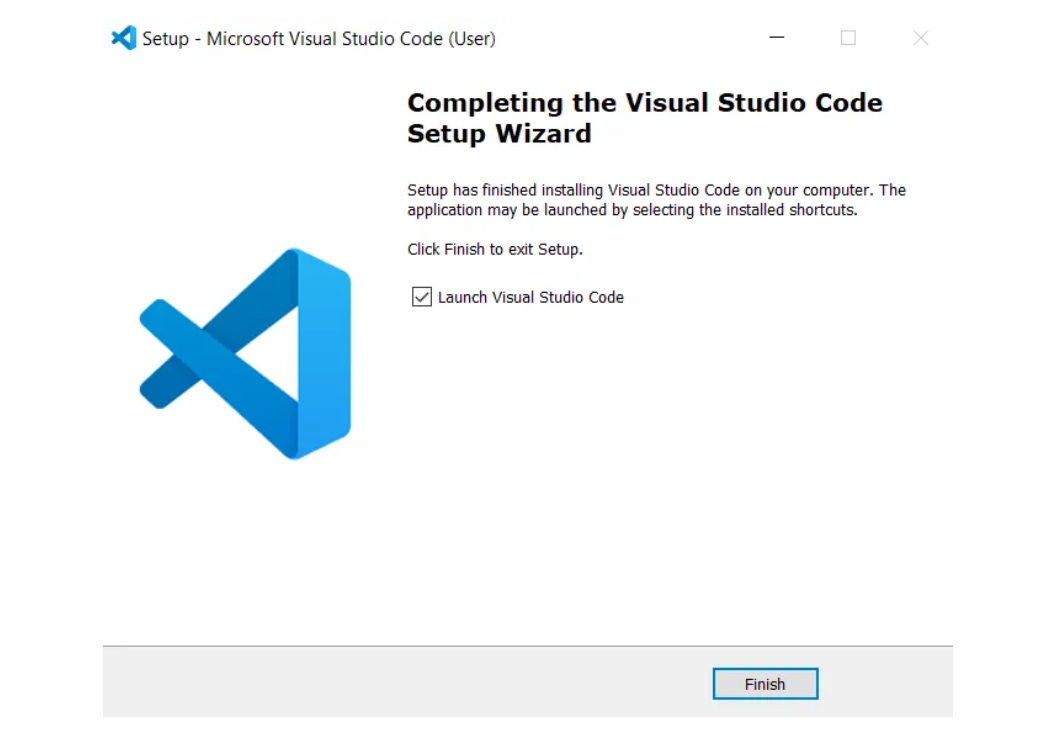 Setup - Microsoft Visual Studio Code (User)
Completing the Visual Studio Code
Setup Wizard
Setup has finished installing Visual Studio Code on your computer. The
application may be launched by selecting the installed shortcuts.
Click Finish to exit Setup.
Launch Visual Studio Code
Finish